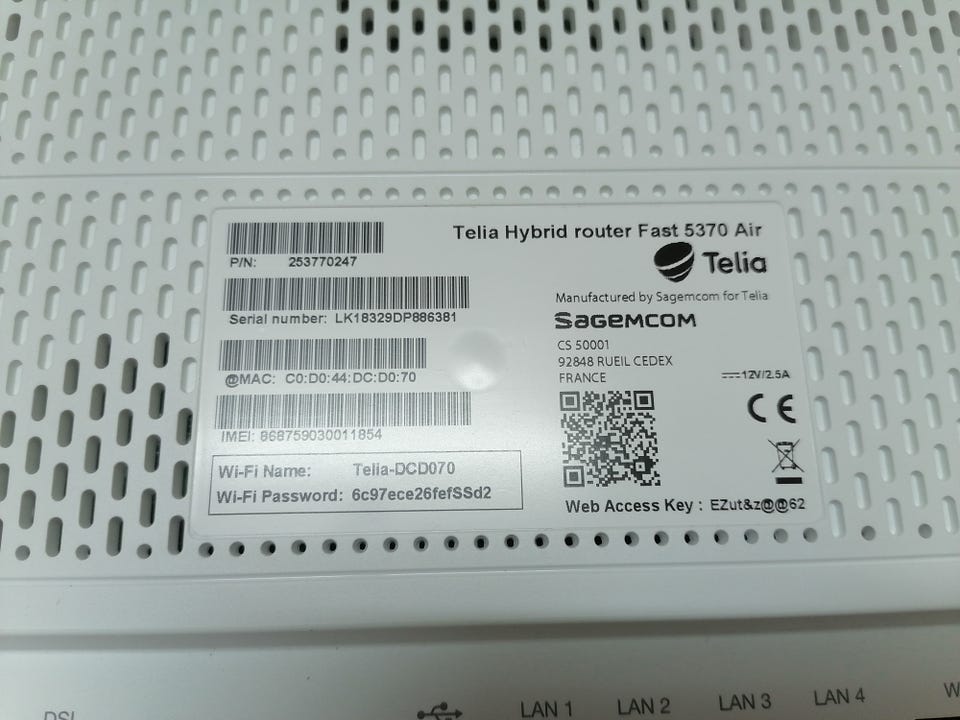 Telia Hybrid router Fast 5370 Air
P/N: 253770247
Telia
Serial number: LK18329DP886381
Manufactured by Sagemcom for Telia
SAGEMCOM
CS 50001
92848 RUEIL CEDEX
FRANCE
12V/2.5A
@MAC: C0:D0:44:DC:D0:70
CE
IMEI: 868759030011854
Wi-Fi Name: Telia-DCD070
Wi-Fi Password: 6c97ece26fefSSd2
Web Access Key : EZut&z@@62
DSL
LAN 1
LAN 2
LAN 3
LAN 4